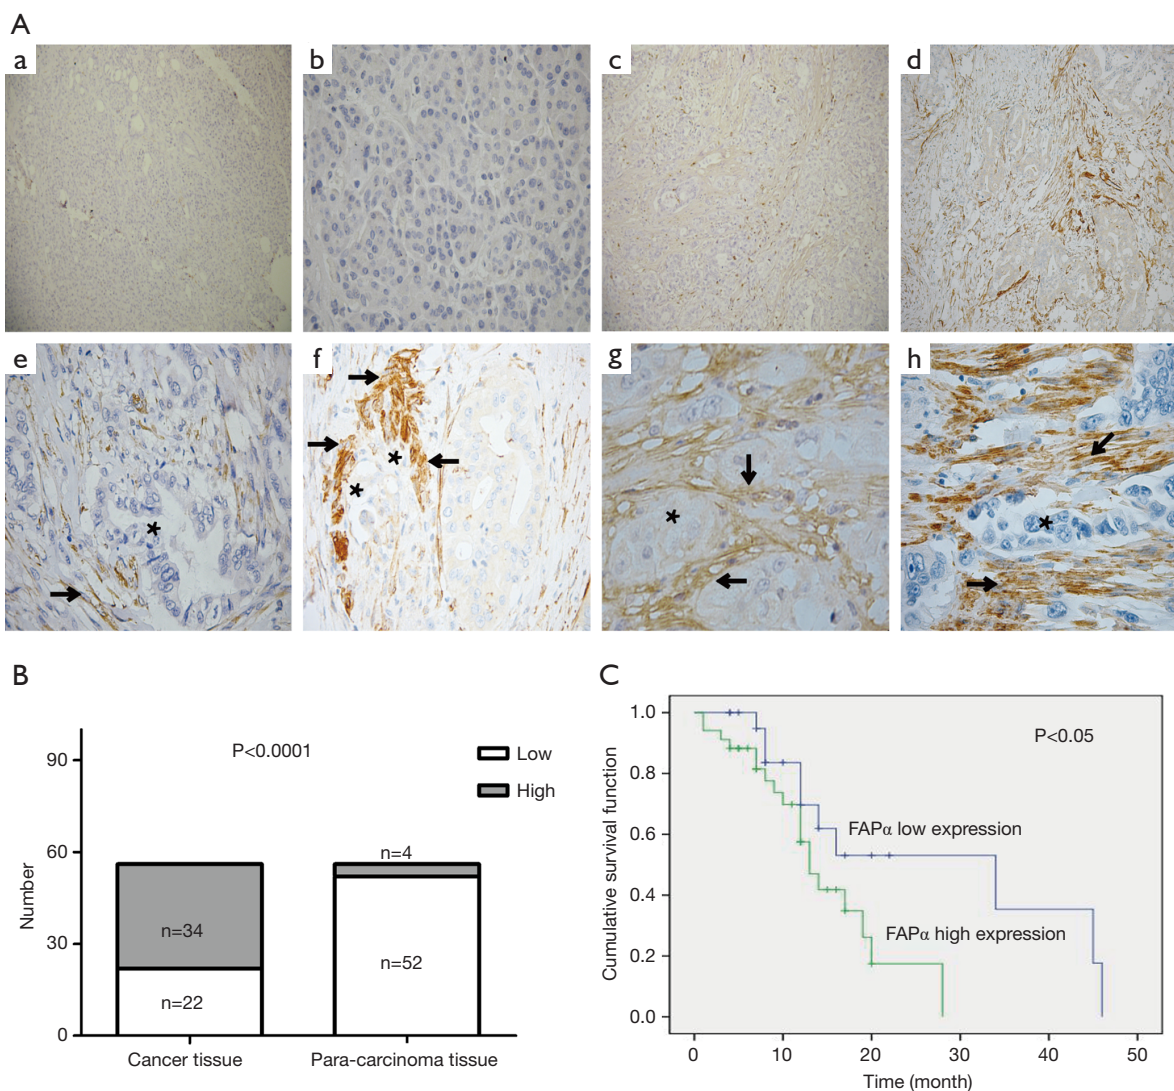 A
a
b
c
d
e
f
g
h
B
P<0.0001
Low
High
90
60
30
0
Number
n=34
n=22
n=4
n=52
Cancer tissue
Para-carcinoma tissue
C
P<0.05
FAPα low expression
FAPα high expression
1.0
0.8
0.6
0.4
0.2
0.0
Cumulative survival function
0 10 20 30 40 50
Time (month)